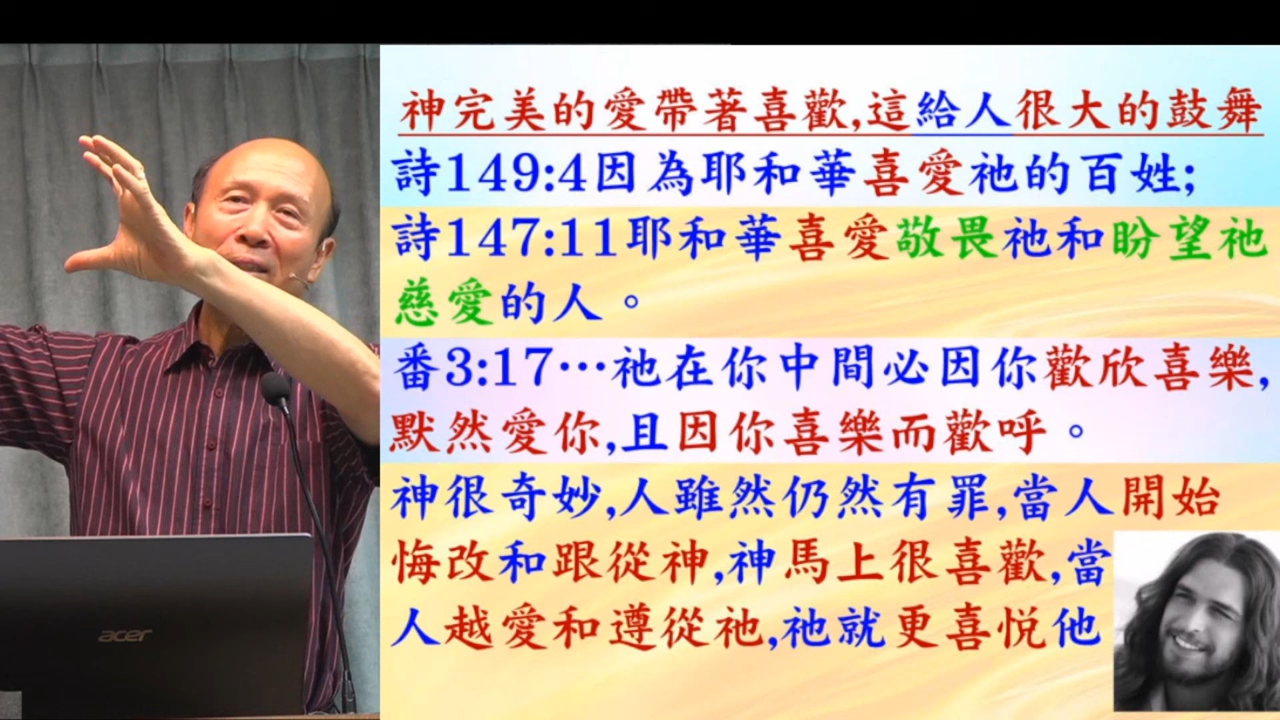 神完美的愛帶著喜歡,這給人很大的鼓舞
詩149:4因為耶和華喜愛祂的百姓;
詩147:11耶和華喜愛敬畏祂和盼望祂
慈愛的人。
番3:17…祂在你中間必因你歡欣喜樂,
默然愛你,且因你喜樂而歡呼。
神很奇妙,人雖然仍然有罪,當人開始
悔改和跟從神,神馬上很喜歡,當
人越愛和遵從祂,祂就更喜悅他
acer